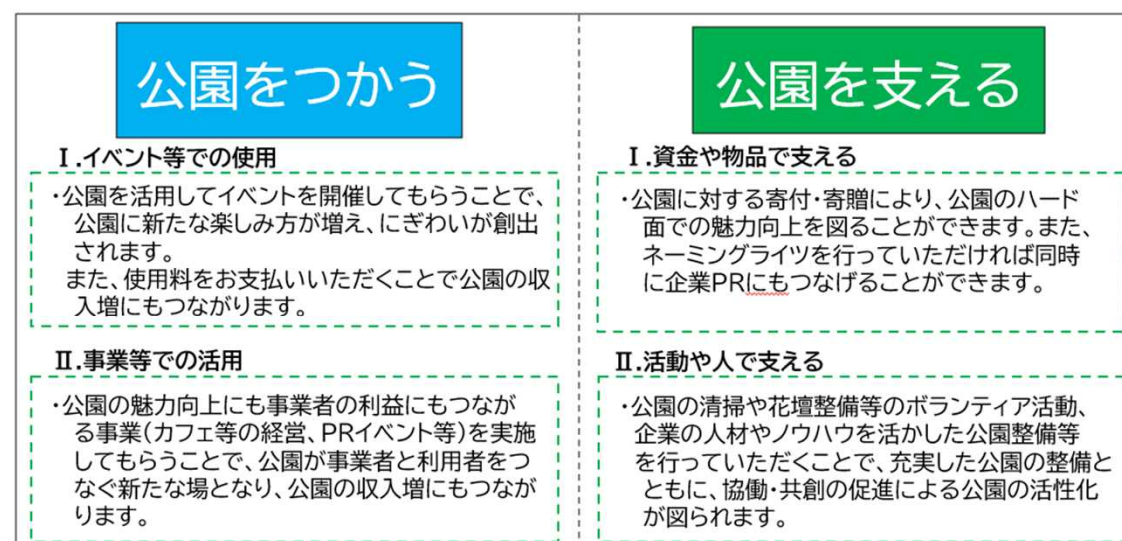 公園をつかう
Ⅰ.イベント等での使用
・公園を活用してイベントを開催してもらうことで、
公園に新たな楽しみ方が増え、にぎわいが創出
されます。
また、使用料をお支払いいただくことで公園の収
入増にもつながります。
Ⅱ.事業等での活用
・公園の魅力向上にも事業者の利益にもつなが
る事業(カフェ等の経営、PRイベント等)を実施
してもらうことで、公園が事業者と利用者をつ
なぐ新たな場となり、公園の収入増にもつなが
ります。
公園を支える
Ⅰ.資金や物品で支える
・公園に対する寄付・寄贈により、公園のハード
面での魅力向上を図ることができます。また、
ネーミングライツを行っていただければ同時
に企業PRにもつなげることができます。
Ⅱ.活動や人で支える
・公園の清掃や花壇整備等のボランティア活動、
企業の人材やノウハウを活かした公園整備等
を行っていただくことで、充実した公園の整備と
ともに、協働・共創の促進による公園の活性化
が図られます。